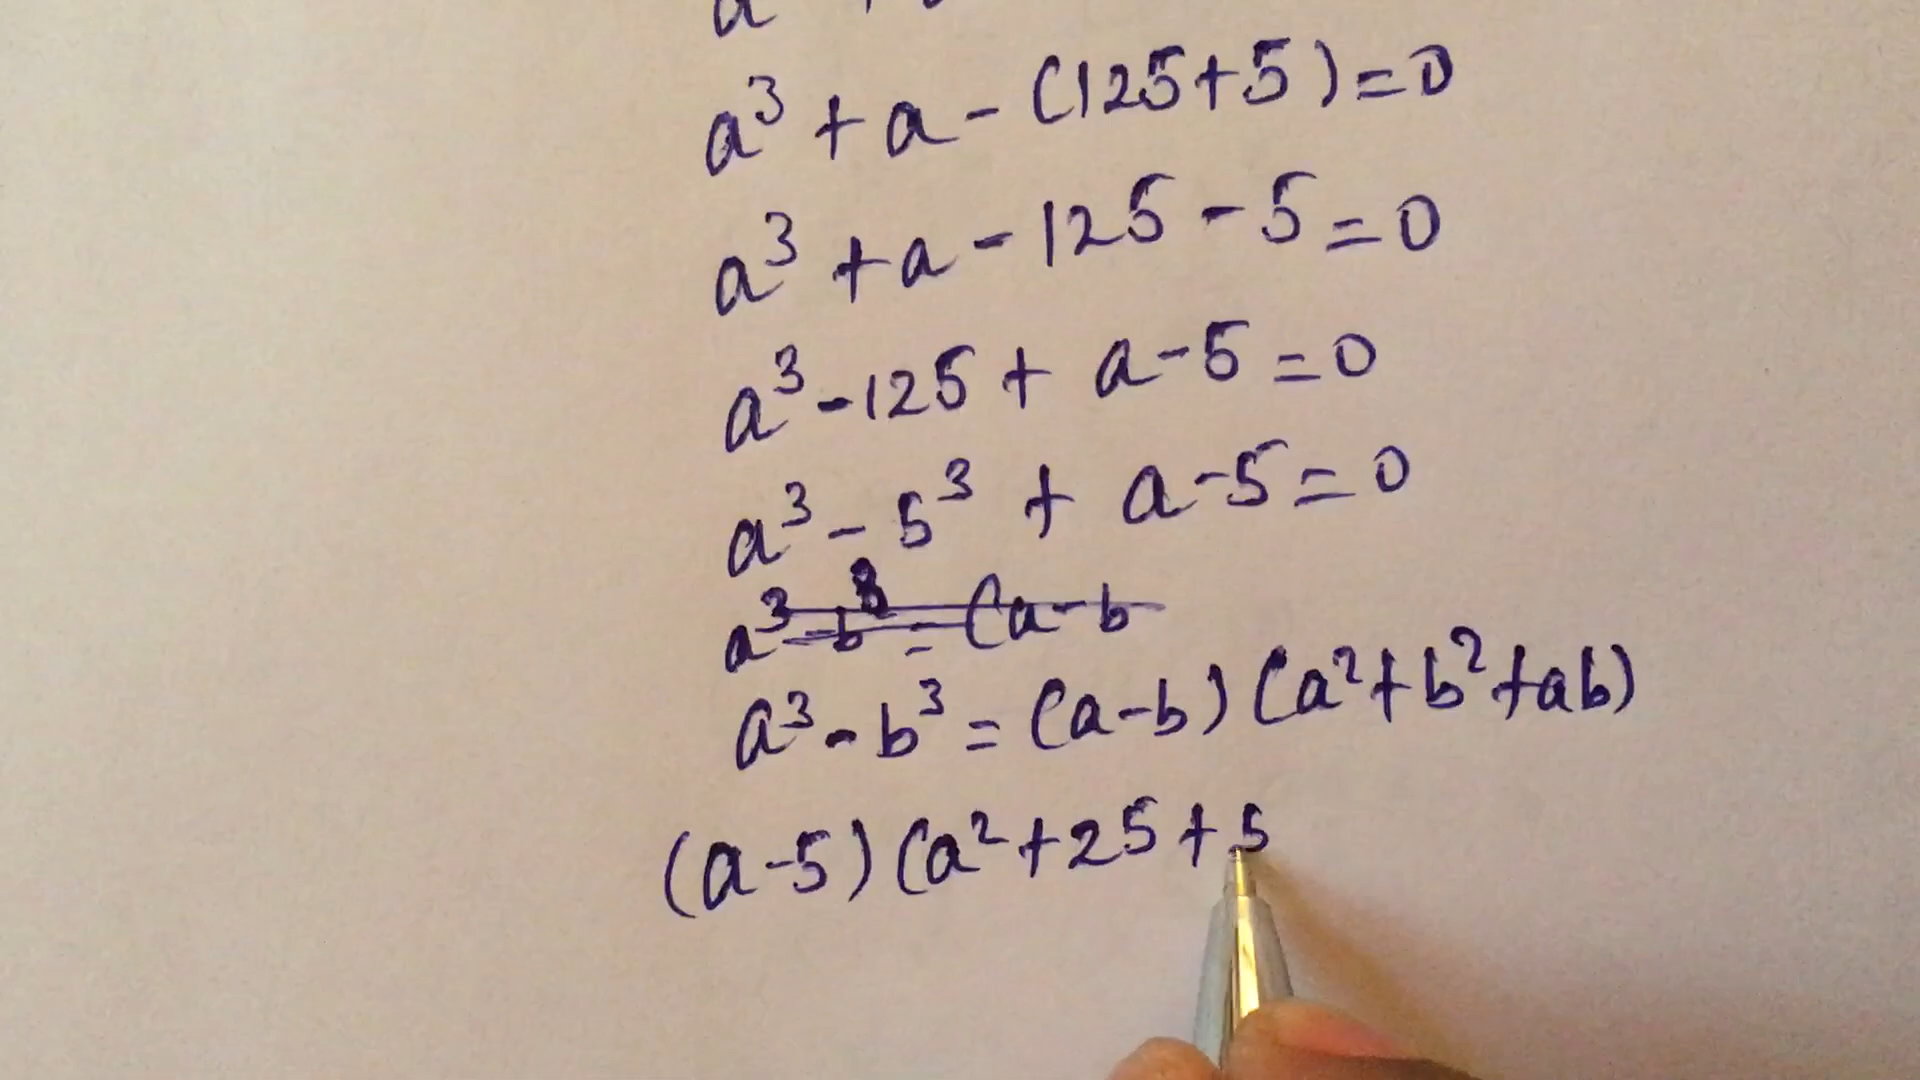 a³ + a - (125+5) = 0
a³ + a - 125 - 5 = 0
a³ - 125 + a - 5 = 0
a³ - 5³ + a - 5 = 0
a³ - b³ = (a - b
a³ - b³ = (a - b) (a² + b² + ab)
(a - 5) (a² + 25 + 5